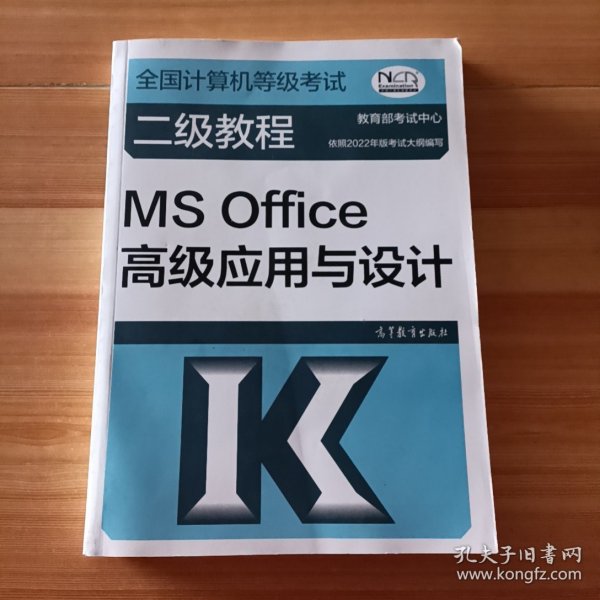 全国计算机等级考试
NCR
Examination
二级教程
教育部考试中心
依照2022年版考试大纲编写
MS Office
高级应用与设计
高等教育出版社
孔夫子旧书网
www.kongfz.com